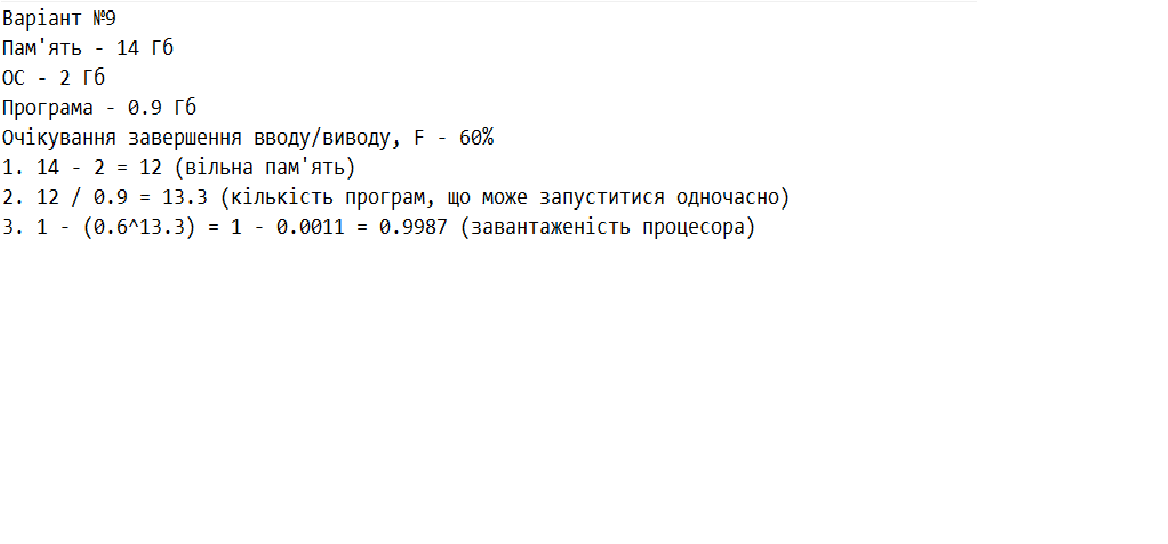 Варіант №9
Пам'ять - 14 Гб
ОС - 2 Гб
Програма - 0.9 Гб
Очікування завершення вводу/виводу, F - 60%
1. 14 - 2 = 12 (вільна пам'ять)
2. 12 / 0.9 = 13.3 (кількість програм, що може запуститися одночасно)
3. 1 - (0.6^13.3) = 1 - 0.0011 = 0.9987 (завантаженість процесора)